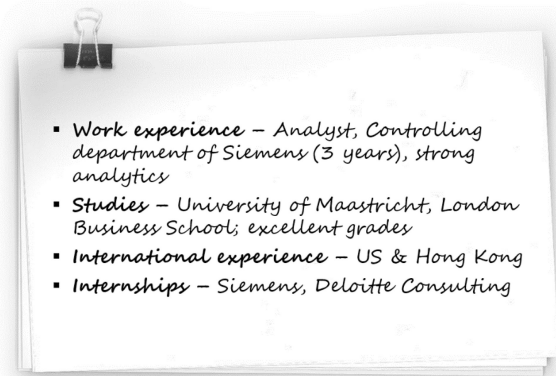 ▪ Work experience – Analyst, Controlling
department of Siemens (3 years), strong
analytics
▪ Studies – University of Maastricht, London
Business School; excellent grades
▪ International experience – US & Hong Kong
▪ Internships – Siemens, Deloitte Consulting